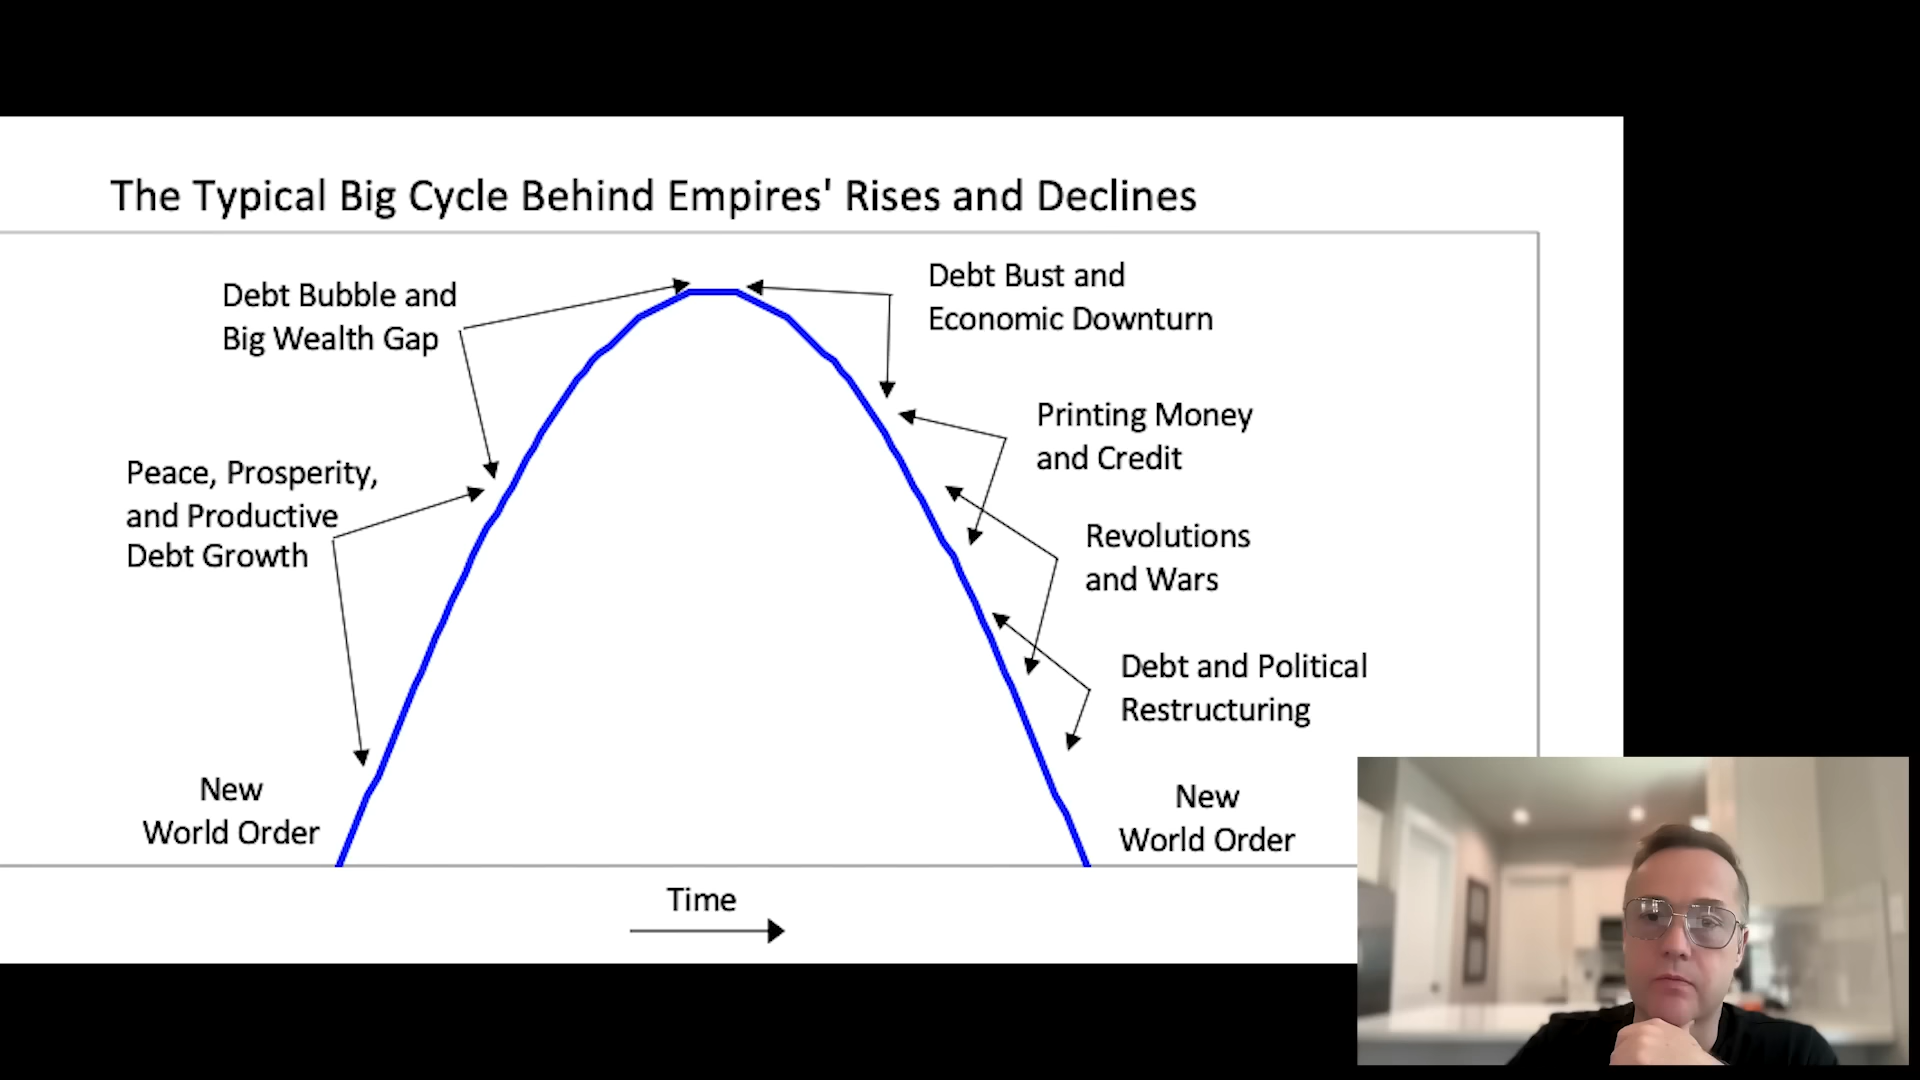 The Typical Big Cycle Behind Empires' Rises and Declines
Debt Bubble and
Big Wealth Gap
Debt Bust and
Economic Downturn
Peace, Prosperity,
and Productive
Debt Growth
Printing Money
and Credit
Revolutions
and Wars
Debt and Political
Restructuring
New
World Order
New
World Order
Time